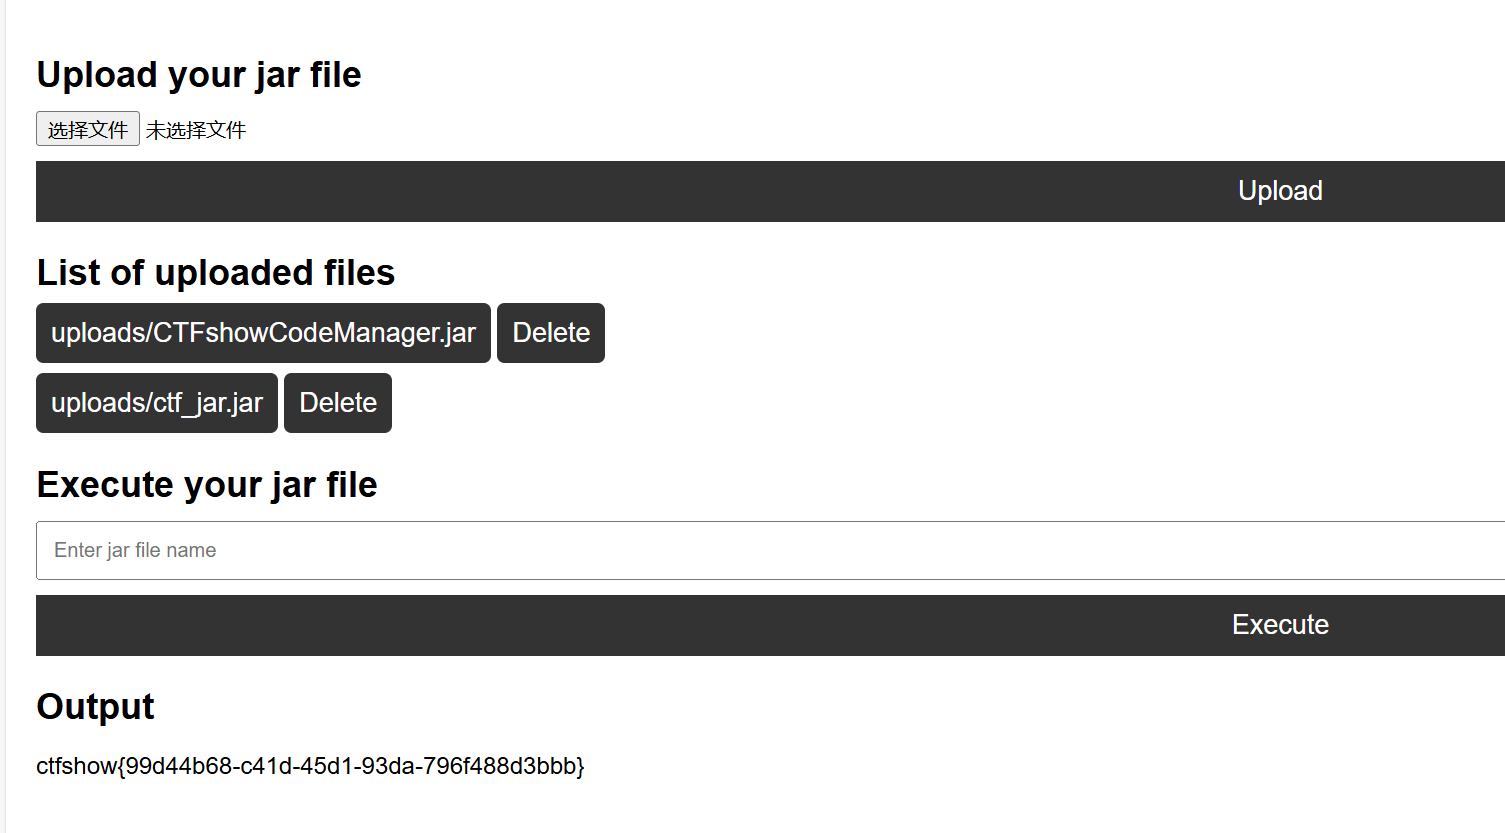 Upload your jar file
选择文件 未选择文件
Upload
List of uploaded files
uploads/CTFshowCodeManager.jar Delete
uploads/ctf_jar.jar Delete
Execute your jar file
Enter jar file name
Execute
Output
ctfshow{99d44b68-c41d-45d1-93da-796f488d3bbb}